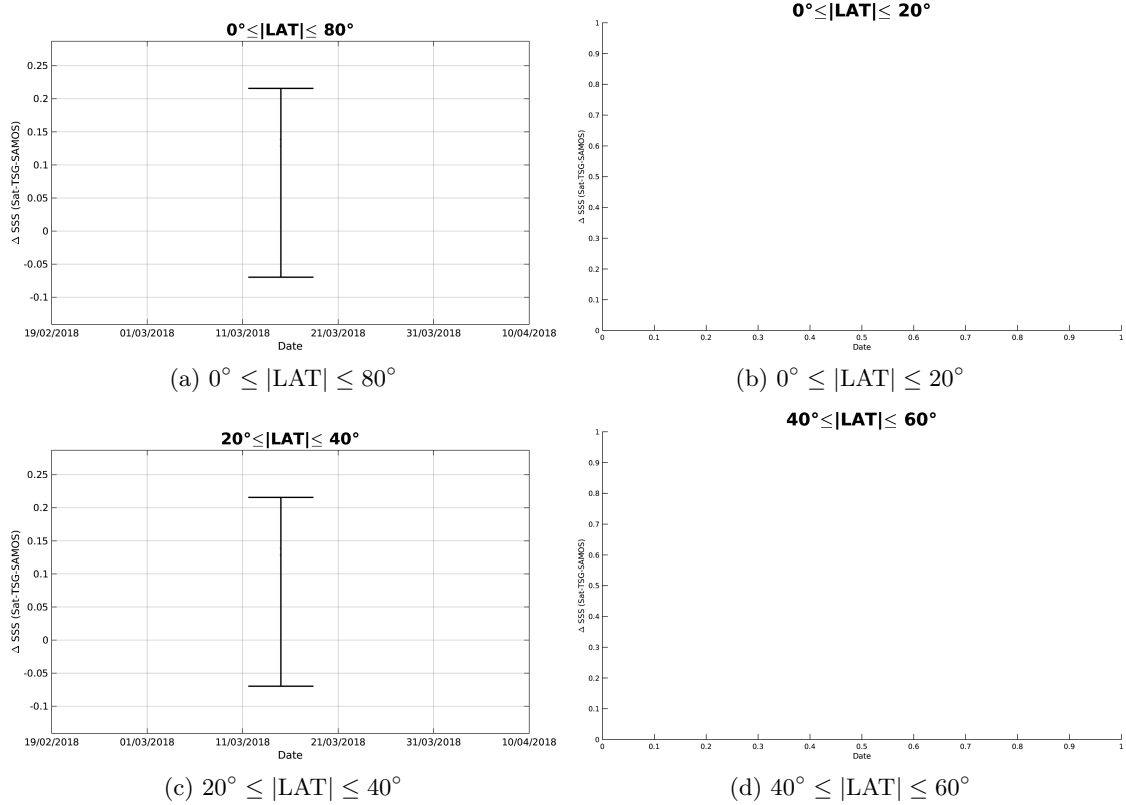 0°≤|LAT|≤ 80°
Δ SSS (Sat-TSG-SAMOS)
0.25
0.2
0.15
0.1
0.05
0
-0.05
-0.1
19/02/2018 01/03/2018 11/03/2018 21/03/2018 31/03/2018 10/04/2018
Date
(a) 0° ≤ |LAT| ≤ 80°
0°≤|LAT|≤ 20°
Δ SSS (Sat-TSG-SAMOS)
1
0.9
0.8
0.7
0.6
0.5
0.4
0.3
0.2
0.1
0
0 0.1 0.2 0.3 0.4 0.5 0.6 0.7 0.8 0.9 1
Date
(b) 0° ≤ |LAT| ≤ 20°
20°≤|LAT|≤ 40°
Δ SSS (Sat-TSG-SAMOS)
0.25
0.2
0.15
0.1
0.05
0
-0.05
-0.1
19/02/2018 01/03/2018 11/03/2018 21/03/2018 31/03/2018 10/04/2018
Date
(c) 20° ≤ |LAT| ≤ 40°
40°≤|LAT|≤ 60°
Δ SSS (Sat-TSG-SAMOS)
1
0.9
0.8
0.7
0.6
0.5
0.4
0.3
0.2
0.1
0
0 0.1 0.2 0.3 0.4 0.5 0.6 0.7 0.8 0.9 1
Date
(d) 40° ≤ |LAT| ≤ 60°